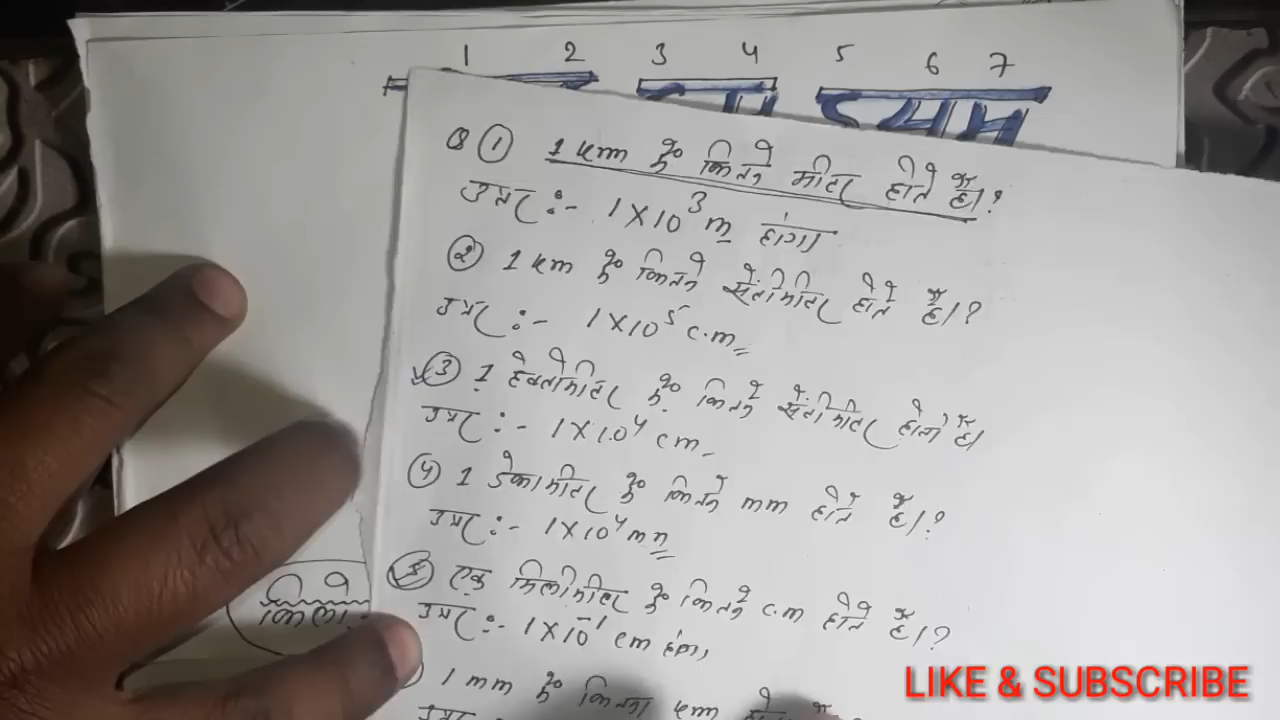 1 2 3 4 5 6 7
Q ① 1 km में कितने मीटर होते है।?
उत्तर :- 1×10³ m होगा
② 1 km में कितने सेंतीमीटर होते है।?
उत्तर :- 1×10⁵ c.m
③ 1 हेक्तोमीटर में कितने सेंतीमीटर होते है।
उत्तर :- 1×10⁴ cm
④ 1 डेकामीटर में कितने mm होते है।?
उत्तर :- 1×10⁴ mm
⑤ एक मिलीमीटर में कितने c.m होते है।?
उत्तर :- 1×10⁻¹ cm
1 mm में कितना km
उत्तर
किलो
LIKE & SUBSCRIBE